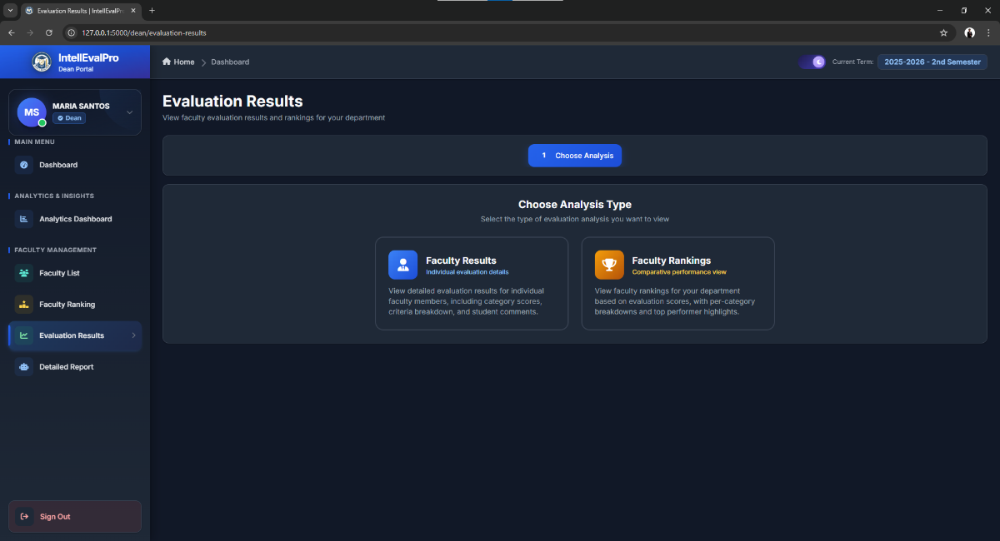 Evaluation Results | IntellEvalPr
127.0.0.1:5000/dean/evaluation-results
IntellEvalPro
Dean Portal
Home
Dashboard
Current Term:
2025-2026 - 2nd Semester
MS
MARIA SANTOS
Dean
MAIN MENU
Dashboard
ANALYTICS & INSIGHTS
Analytics Dashboard
FACULTY MANAGEMENT
Faculty List
Faculty Ranking
Evaluation Results
Detailed Report
Sign Out
Evaluation Results
View faculty evaluation results and rankings for your department
1 Choose Analysis
Choose Analysis Type
Select the type of evaluation analysis you want to view
Faculty Results
Individual evaluation details
View detailed evaluation results for individual
faculty members, including category scores,
criteria breakdown, and student comments.
Faculty Rankings
Comparative performance view
View faculty rankings for your department
based on evaluation scores, with per-category
breakdowns and top performer highlights.